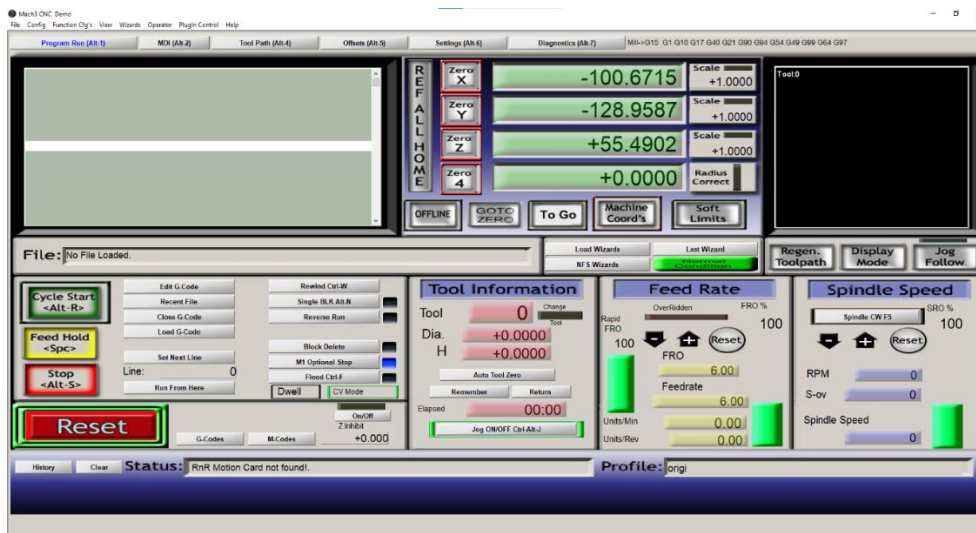 Mach3 CNC Demo
File Config Function Cfg's View Wizards Operator PlugIn Control Help
Program Run (Alt-1) MDI (Alt-2) Tool Path (Alt-4) Offsets (Alt-5) Settings (Alt-6) Diagnostics (Alt-7) Mill->G15 G1 G10 G17 G40 G21 G90 G94 G54 G49 G99 G64 G97
REF ALL HOME
Zero X -100.6715 Scale +1.0000
Zero Y -128.9587 Scale +1.0000
Zero Z +55.4902 Scale +1.0000
Zero 4 +0.0000 Radius Correct
OFFLINE GOTO ZERO To Go Machine Coord's Soft Limits
Tool:0
File: No File Loaded.
Load Wizards Last Wizard
NFS Wizards Normal Condition
Regen. Toolpath Display Mode Jog Follow
Cycle Start <Alt-R>
Feed Hold <Spc>
Stop <Alt-S>
Edit G-Code Rewind Ctrl-W
Recent File Single BLK Alt-N
Close G-Code Reverse Run
Load G-Code
Block Delete
Set Next Line M1 Optional Stop
Line: 0 Flood Ctrl-F
Run From Here Dwell CV Mode
Reset
On/Off
Z Inhibit
G-Codes M-Codes +0.000
Tool Information
Tool 0 Change Tool
Dia. +0.0000
H +0.0000
Auto Tool Zero
Remember Return
Elapsed 00:00
Jog ON/OFF Ctrl-Alt-J
Feed Rate
OverRidden FRO %
Rapid FRO 100 Reset 100
FRO 6.00
Feedrate 6.00
Units/Min 0.00
Units/Rev 0.00
Spindle Speed
Spindle CW F5 SRO %
100
Reset
RPM 0
S-ov 0
Spindle Speed
0
History Clear Status: RnR Motion Card not found!. Profile: origi